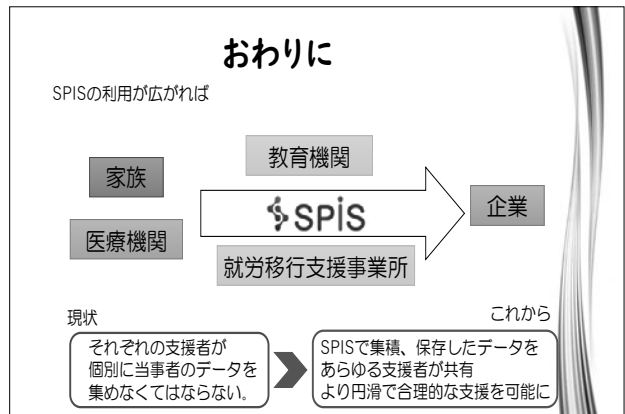 おわりに
SPISの利用が広がれば
教育機関
家族
SPiS
企業
医療機関
就労移行支援事業所
現状
これから
それぞれの支援者が
個別に当事者のデータを
集めなくてはならない。
SPISで集積、保存したデータを
あらゆる支援者が共有
より円滑で合理的な支援を可能に